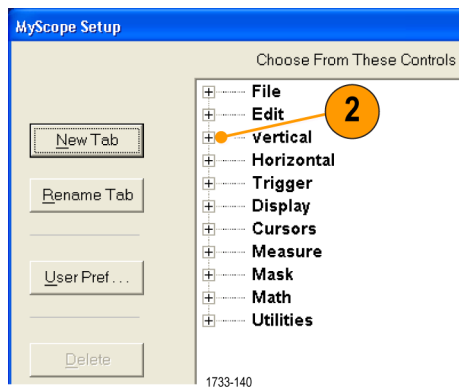 MyScope Setup
Choose From These Controls
New Tab
Rename Tab
User Pref . . .
Delete
File
Edit
Vertical
Horizontal
Trigger
Display
Cursors
Measure
Mask
Math
Utilities
2
1733-140